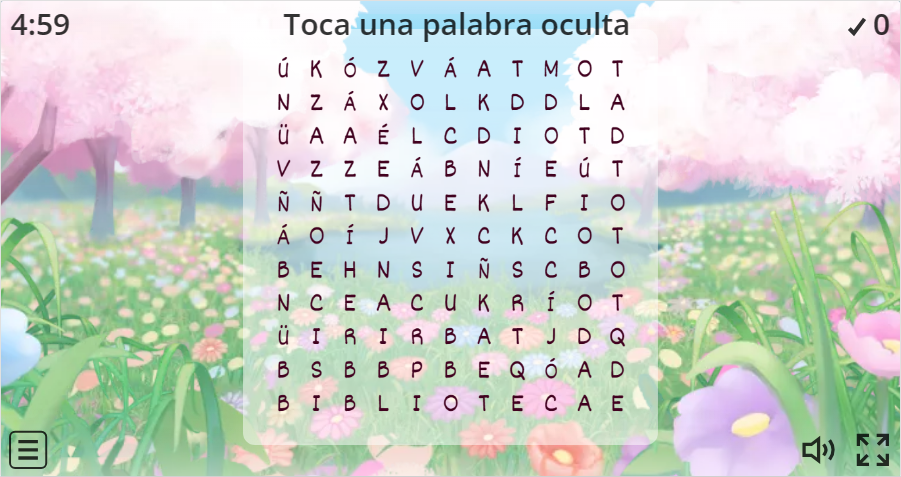 4:59 Toca una palabra oculta ✓ 0
Ú K Ó Z V Á A T M O T
N Z Á X O L K D D L A
Ü A A É L C D I O T D
V Z Z E Á B N Í E Ú T
Ñ Ñ T D U E K L F I O
Á O Í J V X C K C O T
B E H N S I Ñ S C B O
N C E A C U K R Í O T
Ü I R I R B A T J D Q
B S B B P B E Q Ó A D
B I B L I O T E C A E